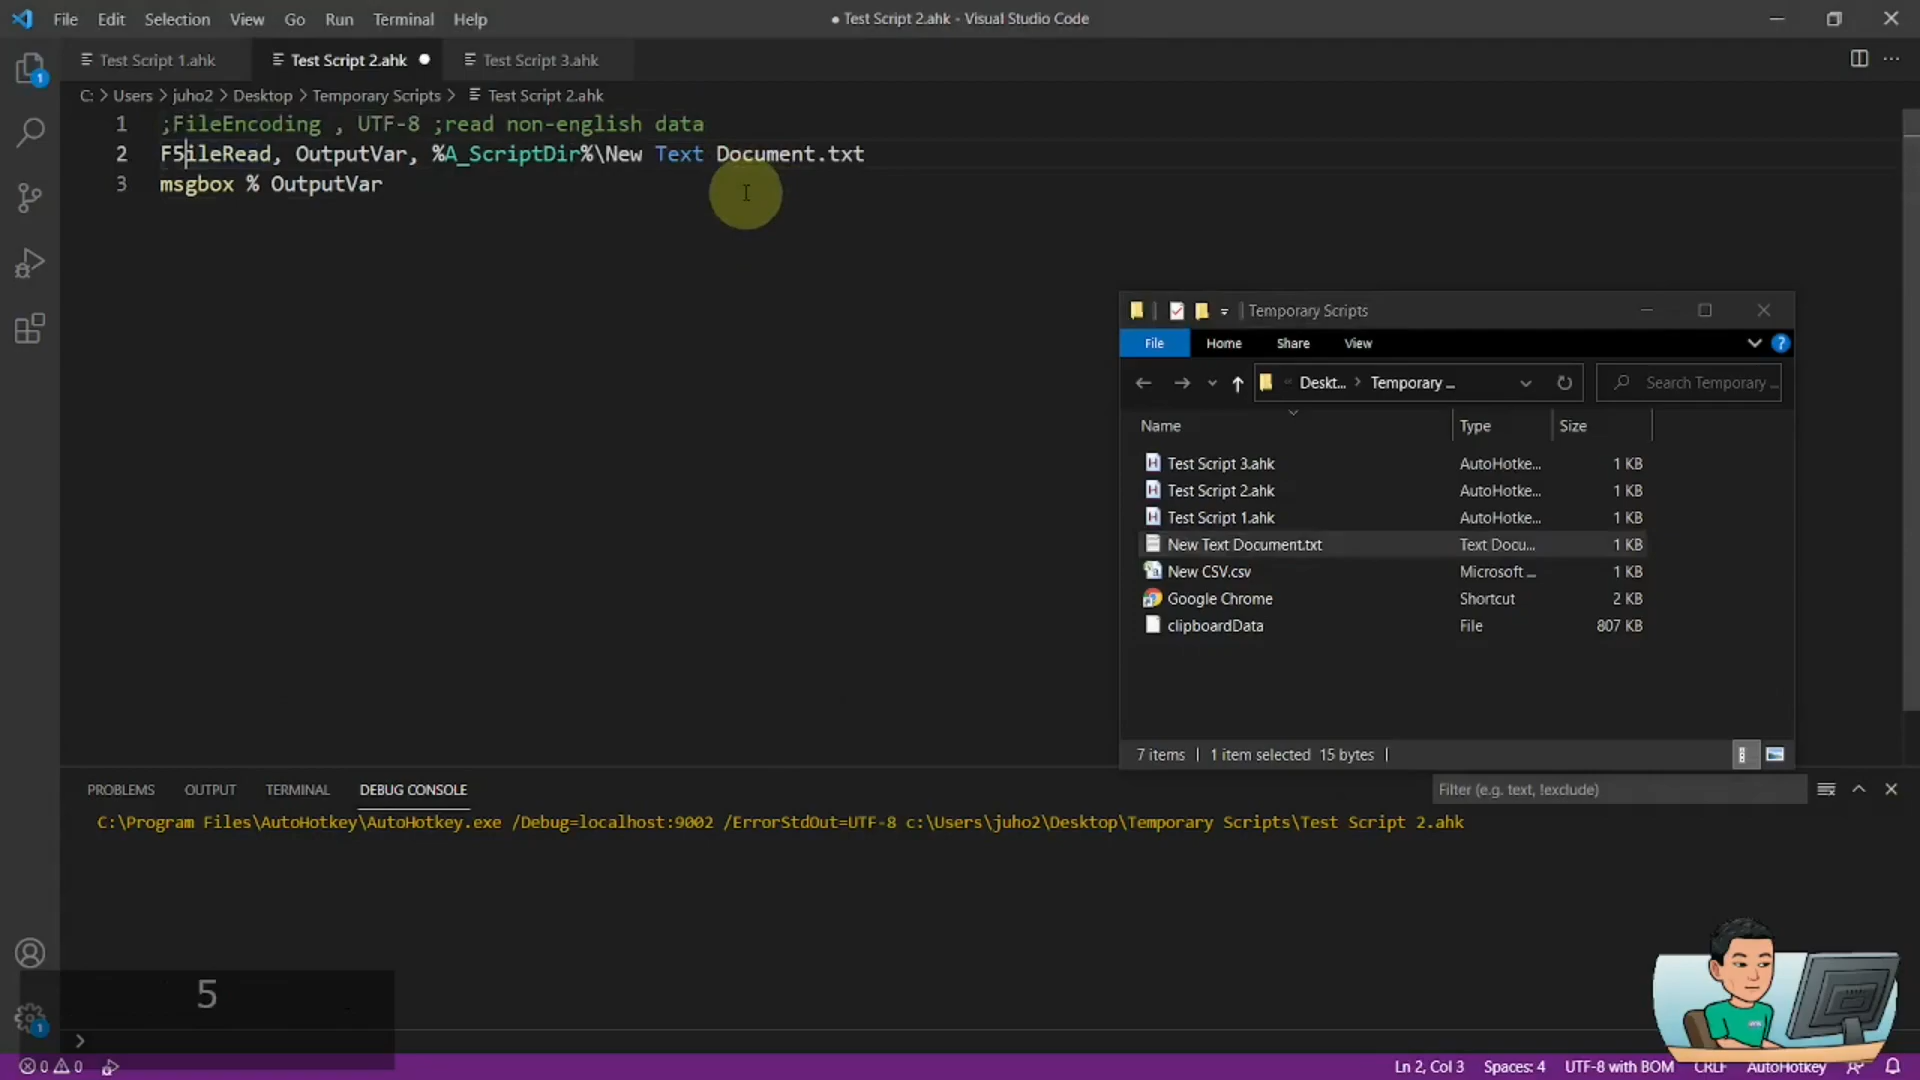 File Edit Selection View Go Run Terminal Help
● Test Script 2.ahk - Visual Studio Code
Test Script 1.ahk
Test Script 2.ahk
Test Script 3.ahk
C: > Users > juho2 > Desktop > Temporary Scripts > Test Script 2.ahk
1 ;FileEncoding , UTF-8 ;read non-english data
2 F5ileRead, OutputVar, %A_ScriptDir%\New Text Document.txt
3 msgbox % OutputVar
Temporary Scripts
File Home Share View
Deskt... > Temporary ...
Search Temporary ...
Name Type Size
Test Script 3.ahk AutoHotke... 1 KB
Test Script 2.ahk AutoHotke... 1 KB
Test Script 1.ahk AutoHotke... 1 KB
New Text Document.txt Text Docu... 1 KB
New CSV.csv Microsoft ... 1 KB
Google Chrome Shortcut 2 KB
clipboardData File 807 KB
7 items | 1 item selected 15 bytes |
PROBLEMS OUTPUT TERMINAL DEBUG CONSOLE
Filter (e.g. text, !exclude)
C:\Program Files\AutoHotkey\AutoHotkey.exe /Debug=localhost:9002 /ErrorStdOut=UTF-8 c:\Users\juho2\Desktop\Temporary Scripts\Test Script 2.ahk
5
1
1
0 0
Ln 2, Col 3 Spaces: 4 UTF-8 with BOM CRLF AutoHotkey